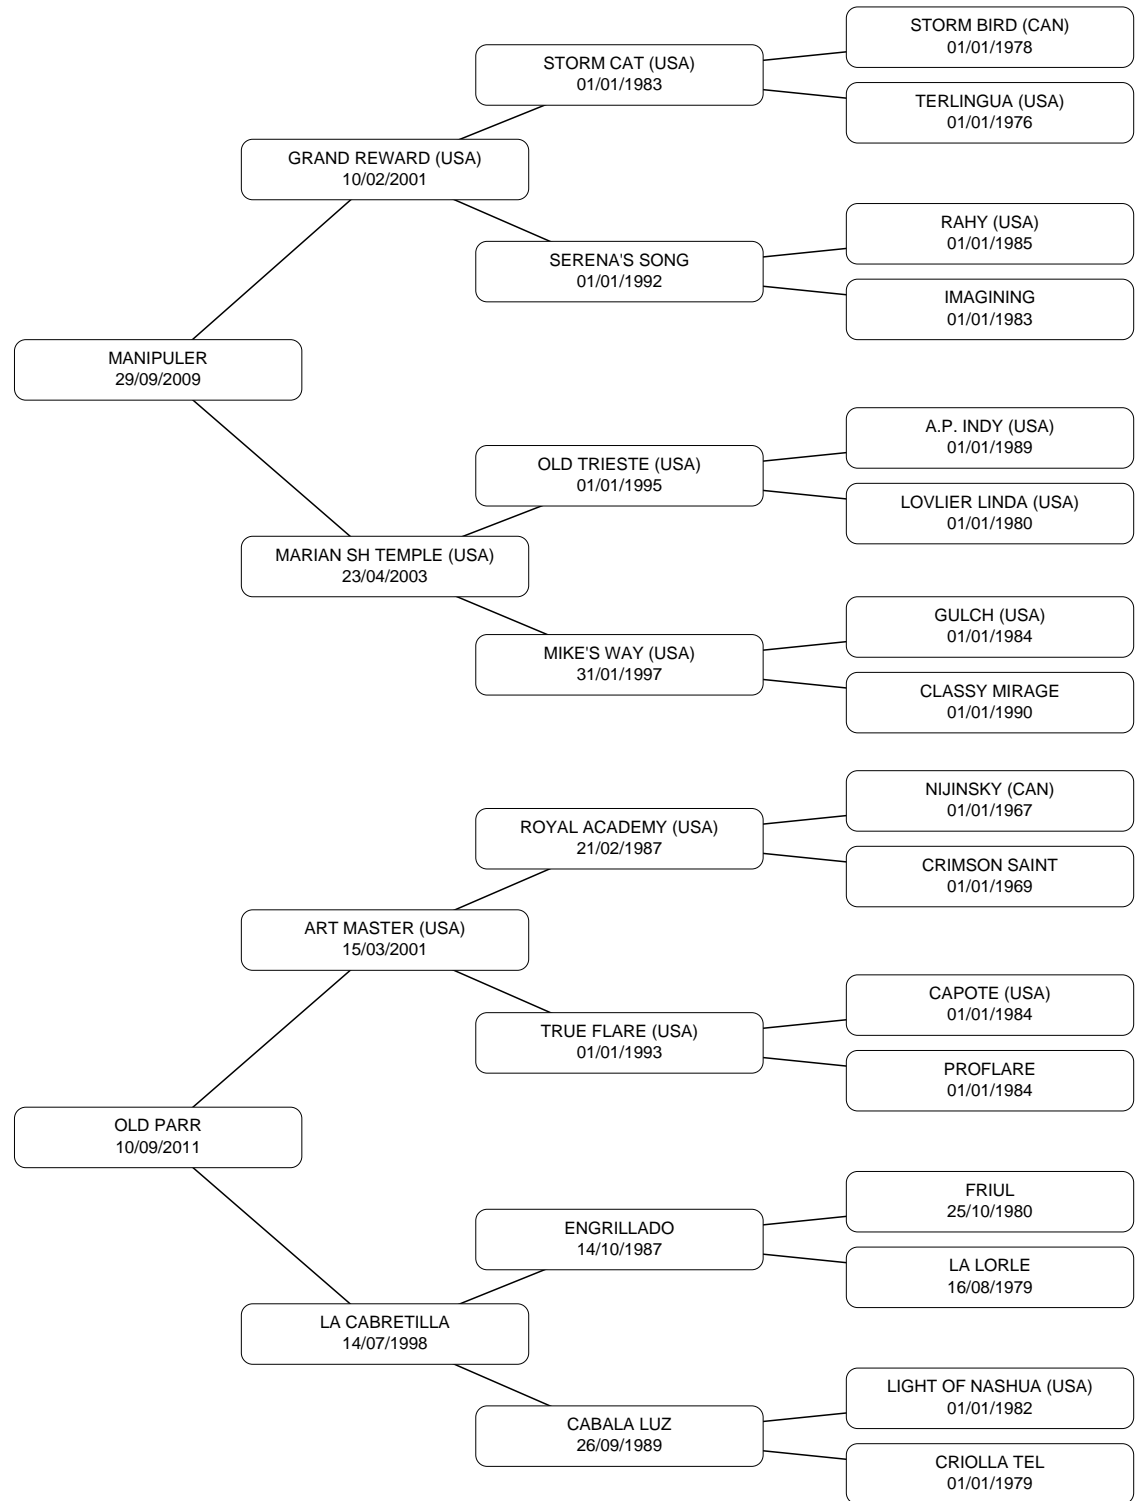 STORM BIRD (CAN)
01/01/1978
STORM CAT (USA)
01/01/1983
TERLINGUA (USA)
01/01/1976
GRAND REWARD (USA)
10/02/2001
RAHY (USA)
01/01/1985
SERENA'S SONG
01/01/1992
IMAGINING
01/01/1983
MANIPULER
29/09/2009
A.P. INDY (USA)
01/01/1989
OLD TRIESTE (USA)
01/01/1995
LOVLIER LINDA (USA)
01/01/1980
MARIAN SH TEMPLE (USA)
23/04/2003
GULCH (USA)
01/01/1984
MIKE'S WAY (USA)
31/01/1997
CLASSY MIRAGE
01/01/1990
NIJINSKY (CAN)
01/01/1967
ROYAL ACADEMY (USA)
21/02/1987
CRIMSON SAINT
01/01/1969
ART MASTER (USA)
15/03/2001
CAPOTE (USA)
01/01/1984
TRUE FLARE (USA)
01/01/1993
PROFLARE
01/01/1984
OLD PARR
10/09/2011
FRIUL
25/10/1980
ENGRILLADO
14/10/1987
LA LORLE
16/08/1979
LA CABRETILLA
14/07/1998
LIGHT OF NASHUA (USA)
01/01/1982
CABALA LUZ
26/09/1989
CRIOLLA TEL
01/01/1979